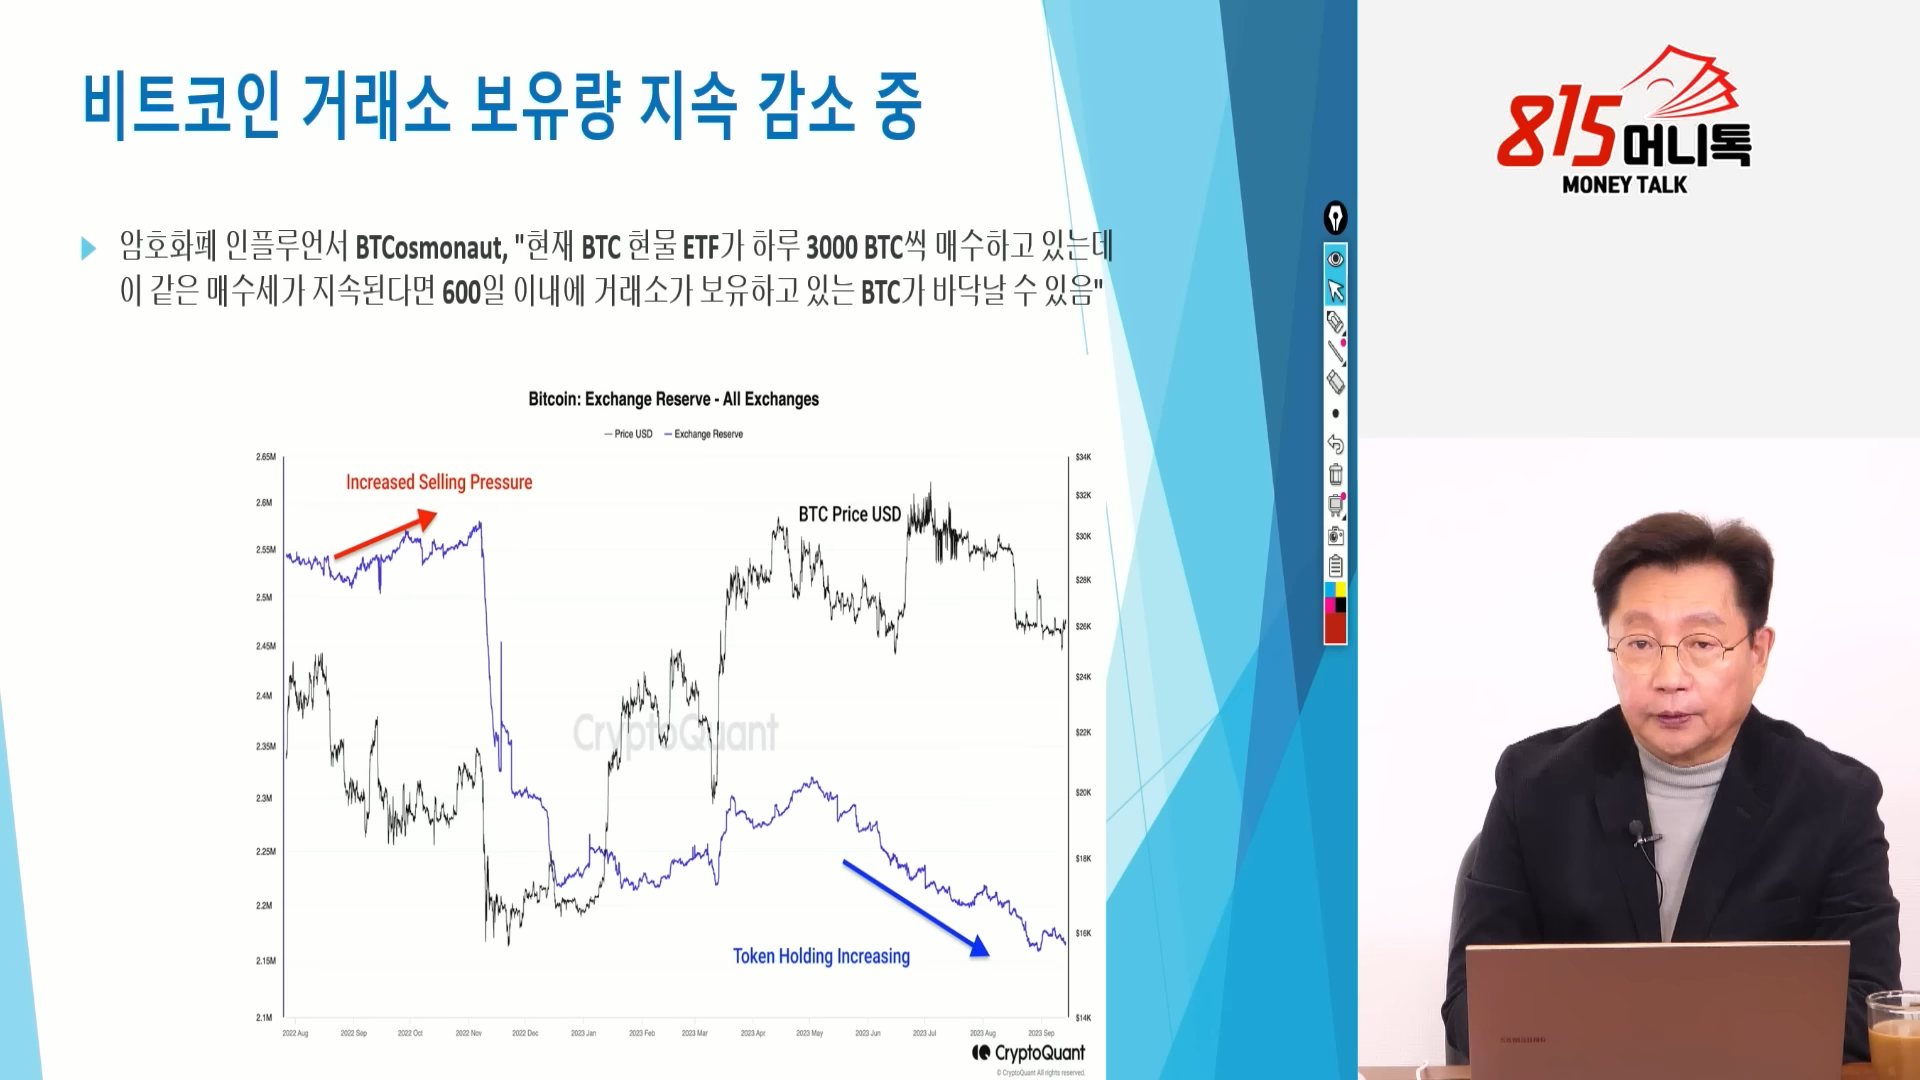 비트코인 거래소 보유량 지속 감소 중
815머니톡
MONEY TALK
암호화폐 인플루언서 BTCosmonaut, "현재 BTC 현물 ETF가 하루 3000 BTC씩 매수하고 있는데
이 같은 매수세가 지속된다면 600일 이내에 거래소가 보유하고 있는 BTC가 바닥날 수 있음"
Bitcoin: Exchange Reserve - All Exchanges
Price USD Exchange Reserve
2.65M
2.6M
2.55M
2.5M
2.45M
2.4M
2.35M
2.3M
2.25M
2.2M
2.15M
2.1M
Increased Selling Pressure
BTC Price USD
CryptoQuant
Token Holding Increasing
$34K
$32K
$30K
$28K
$26K
$24K
$22K
$20K
$18K
$16K
$14K
2022 Aug 2022 Sep 2022 Oct 2022 Nov 2022 Dec 2023 Jan 2023 Feb 2023 Mar 2023 Apr 2023 May 2023 Jun 2023 Jul 2023 Aug 2023 Sep
CryptoQuant
© CryptoQuant All rights reserved.
SAMSUNG